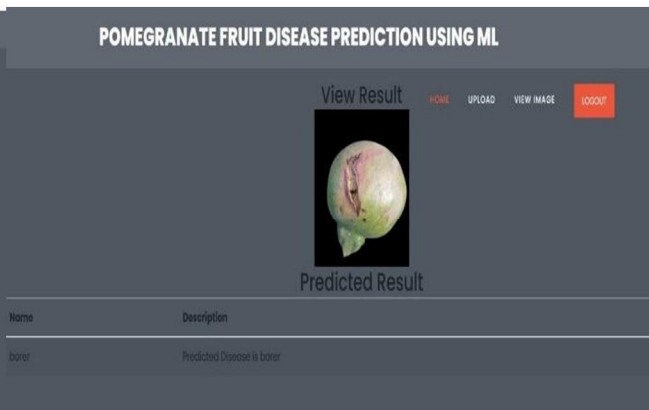 POMEGRANATE FRUIT DISEASE PREDICTION USING ML
View Result
HOME UPLOAD VIEW IMAGE LOGOUT
Predicted Result
Name Description
borer Predicted Disease is borer